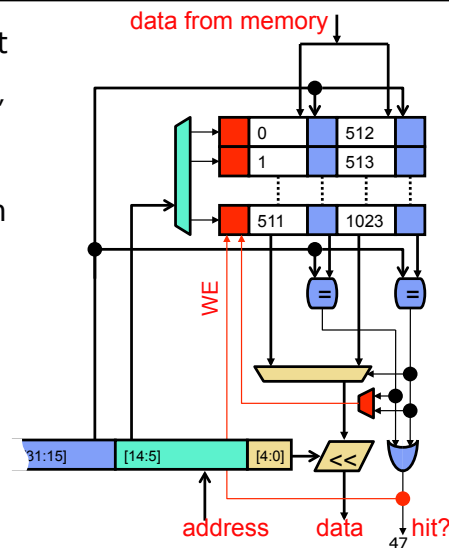 data from memory
t
,
0 512
1 513
n
511 1023
WE
= =
31:15] [14:5] [4:0] <<
address data hit?
47